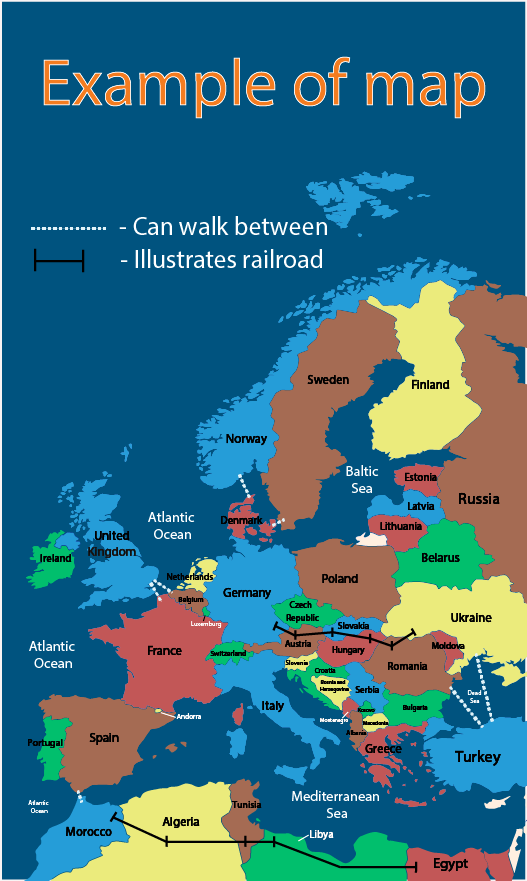 Example of map
- Can walk between
- Illustrates railroad
Sweden
Finland
Norway
Baltic
Sea
Estonia
Russia
Latvia
Atlantic
Ocean
Denmark
Lithuania
United
Kingdom
Ireland
Belarus
Netherlands
Poland
Germany
Belgium
Czech
Republic
Ukraine
Luxemburg
Slovakia
Austria
Hungary
Moldova
France
Switzerland
Atlantic
Ocean
Slovenia
Romania
Croatia
Bosnia and
Herzegovina
Serbia
Dead
Sea
Italy
Kosovo
Bulgaria
Andorra
Montenegro
Macedonia
Spain
Portugal
Albania
Greece
Turkey
Atlantic
Ocean
Tunisia
Mediterranean
Sea
Algeria
Morocco
Libya
Egypt